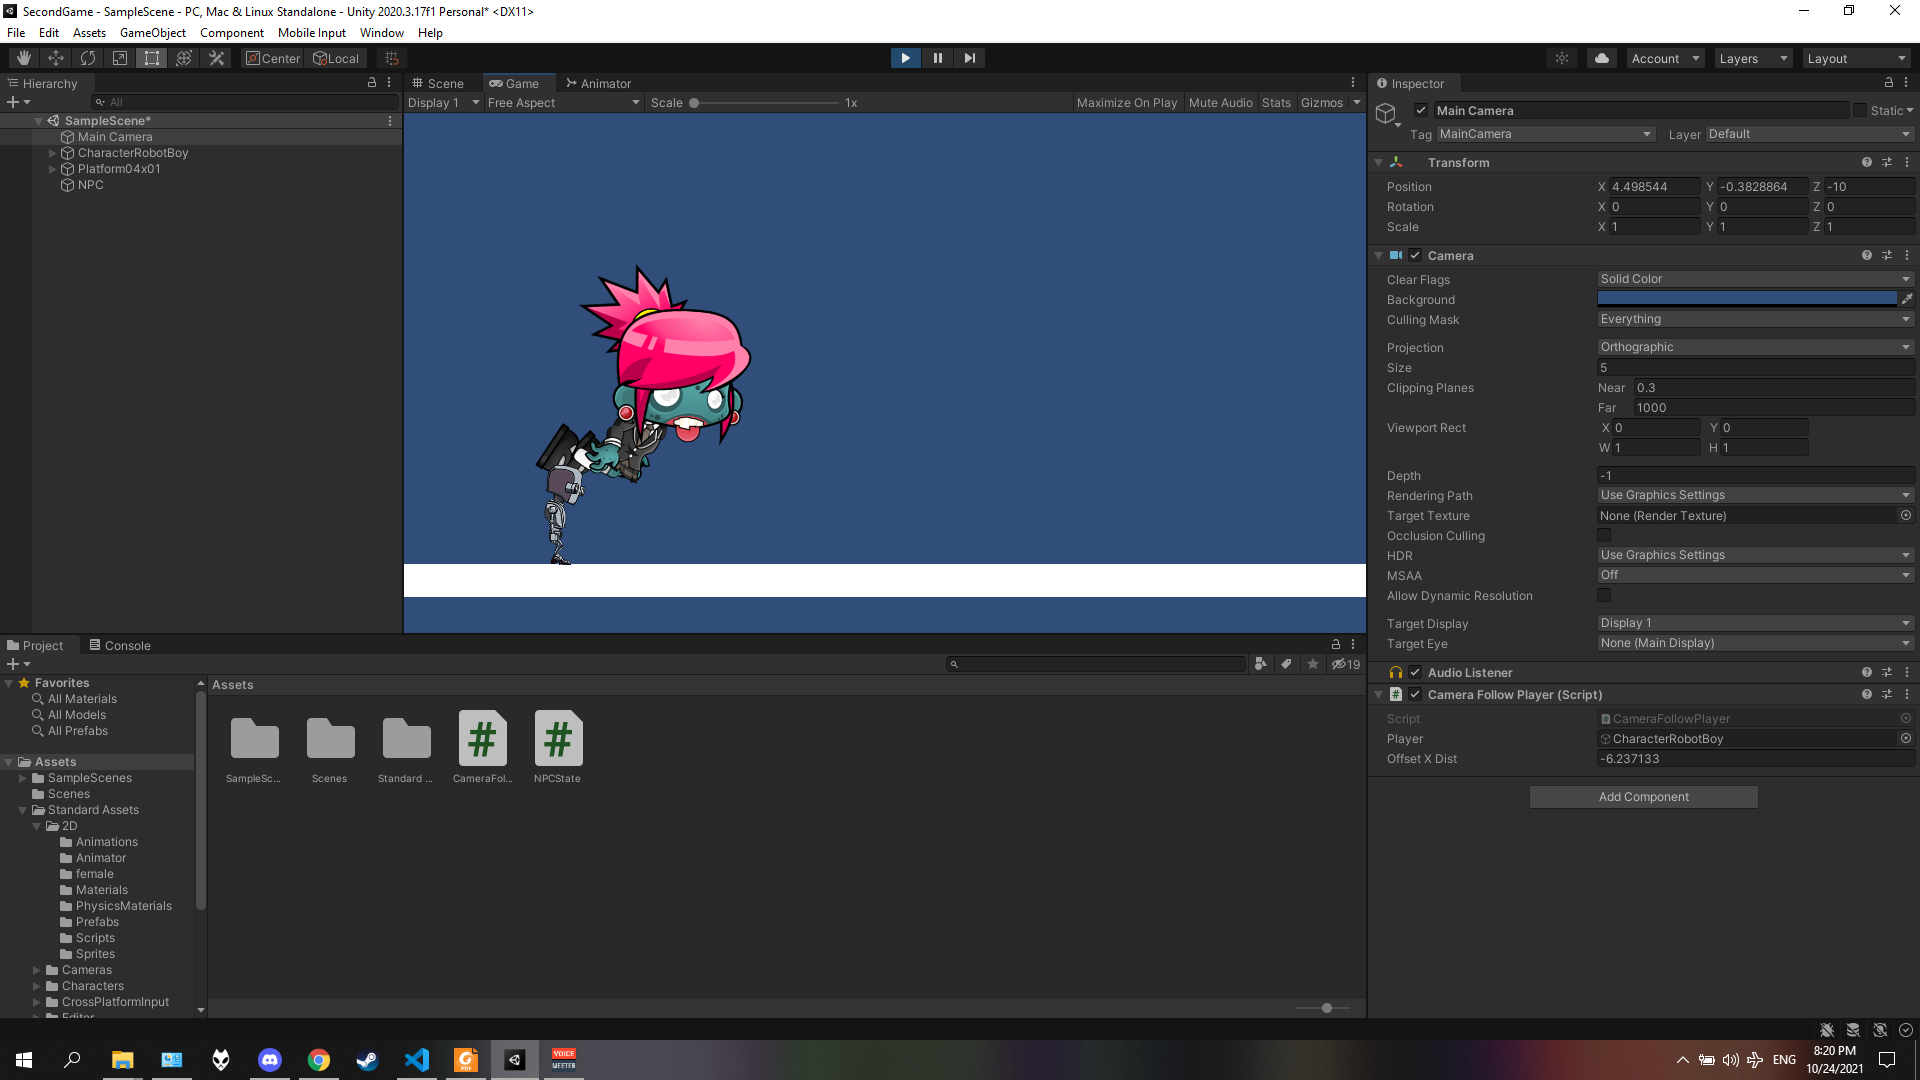 SecondGame - SampleScene - PC, Mac & Linux Standalone - Unity 2020.3.17f1 Personal* <DX11>
File Edit Assets GameObject Component Mobile Input Window Help
Center Local Account Layers Layout
Hierarchy
All
SampleScene*
Main Camera
CharacterRobotBoy
Platform04x01
NPC
Scene Game Animator
Display 1 Free Aspect Scale 1x Maximize On Play Mute Audio Stats Gizmos
Inspector
Main Camera Static
Tag MainCamera Layer Default
Transform
Position X 4.498544 Y -0.3828864 Z -10
Rotation X 0 Y 0 Z 0
Scale X 1 Y 1 Z 1
Camera
Clear Flags Solid Color
Background
Culling Mask Everything
Projection Orthographic
Size 5
Clipping Planes Near 0.3
Far 1000
Viewport Rect X 0 Y 0
W 1 H 1
Depth -1
Rendering Path Use Graphics Settings
Target Texture None (Render Texture)
Occlusion Culling
HDR Use Graphics Settings
MSAA Off
Allow Dynamic Resolution
Target Display Display 1
Target Eye None (Main Display)
Audio Listener
# Camera Follow Player (Script)
Script CameraFollowPlayer
Player CharacterRobotBoy
Offset X Dist -6.237133
Add Component
Project Console
19
Favorites
All Materials
All Models
All Prefabs
Assets
SampleScenes
Scenes
Standard Assets
2D
Animations
Animator
female
Materials
PhysicsMaterials
Prefabs
Scripts
Sprites
Cameras
Characters
CrossPlatformInput
Editor
Assets
# #
SampleSc... Scenes Standard ... CameraFol... NPCState
VOICE
MEETER
PDF
ENG
8:20 PM
10/24/2021